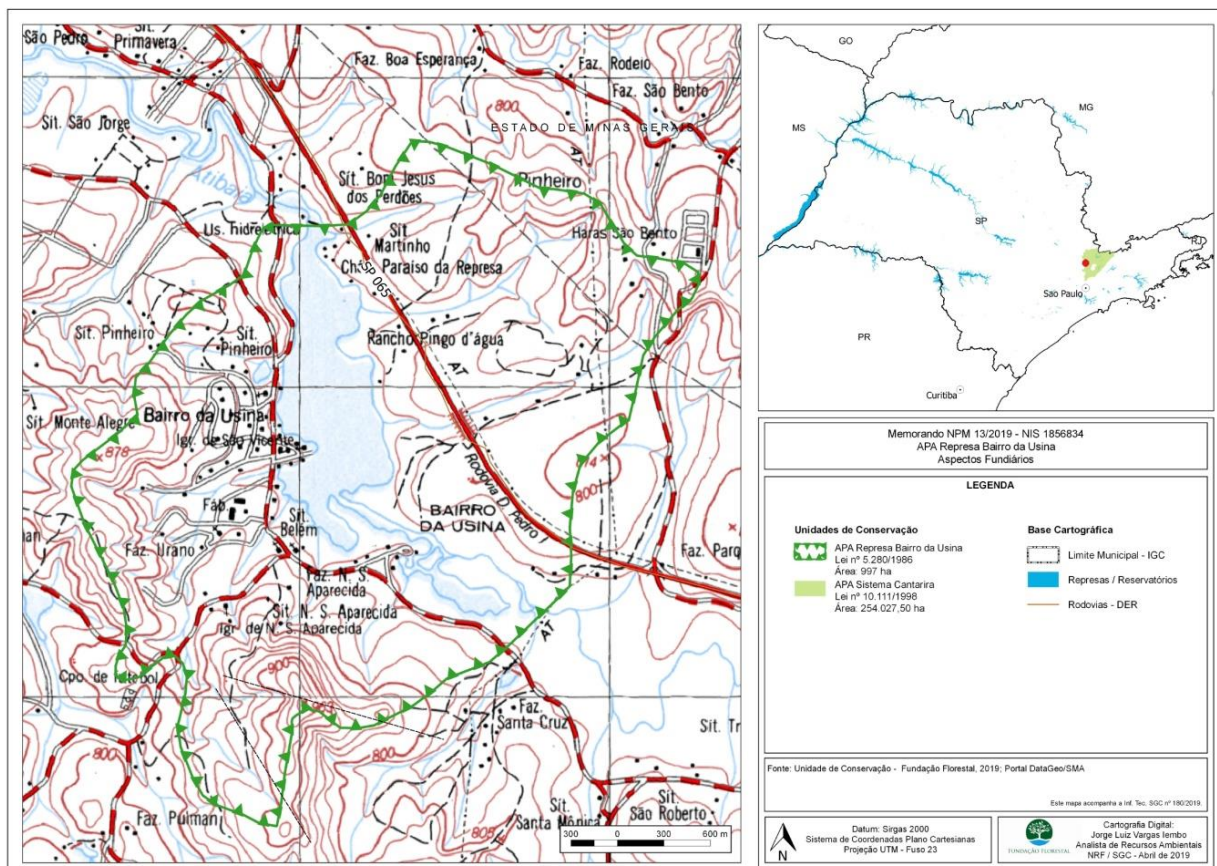 São Pedro
Sít.
Primavera
Faz. Boa Esperança
Faz. Rodeio
Faz. São Bento
800
ESTADO DE MINAS GERAIS
Sít. São Jorge
Atibaia
AT
Sít. Bom Jesus
dos Perdões
Pinheiro
Us. hidrelétrica
Sít.
Martinho
Haras São Bento
Paraíso da Represa
SP 065
Sít. Pinheiro
Sít.
Pinheiro
Rancho Pingo d'água
AT
Sít. Monte Alegre
Bairro da Usina
878
Igr. de São Vicente
874
800
Rodovia D. Pedro I
Fáb.
BAIRRO
DA USINA
Sít.
Belém
Faz. Urano
Faz. Parq
Faz. N. S.
Aparecida
Sít. N. S. Aparecida
Igr. de N. S. Aparecida
AT
Cpo. de futebol
900
963
Faz.
Santa Cruz
Sít. Tr
800
800
Faz. Pulman
805
Sít.
Santa Mônica
Sít.
São Roberto
300 0 300 600 m
GO
MG
MS
SP
RJ
São Paulo
PR
Curitiba
Memorando NPM 13/2019 - NIS 1856834
APA Represa Bairro da Usina
Aspectos Fundiários
LEGENDA
Unidades de Conservação
APA Represa Bairro da Usina
Lei nº 5.280/1986
Área: 997 ha
APA Sistema Cantarira
Lei nº 10.111/1998
Área: 254.027,50 ha
Base Cartográfica
Limite Municipal - IGC
Represas / Reservatórios
Rodovias - DER
Fonte: Unidade de Conservação - Fundação Florestal, 2019; Portal DataGeo/SMA
Este mapa acompanha a Inf. Tec. SGC nº 180/2019.
N
Datum: Sirgas 2000
Sistema de Coordenadas Plano Cartesianas
Projeção UTM - Fuso 23
FUNDAÇÃO FLORESTAL
Cartografia Digital:
Jorge Luiz Vargas Iembo
Analista de Recursos Ambientais
NRF / SGC - Abril de 2019